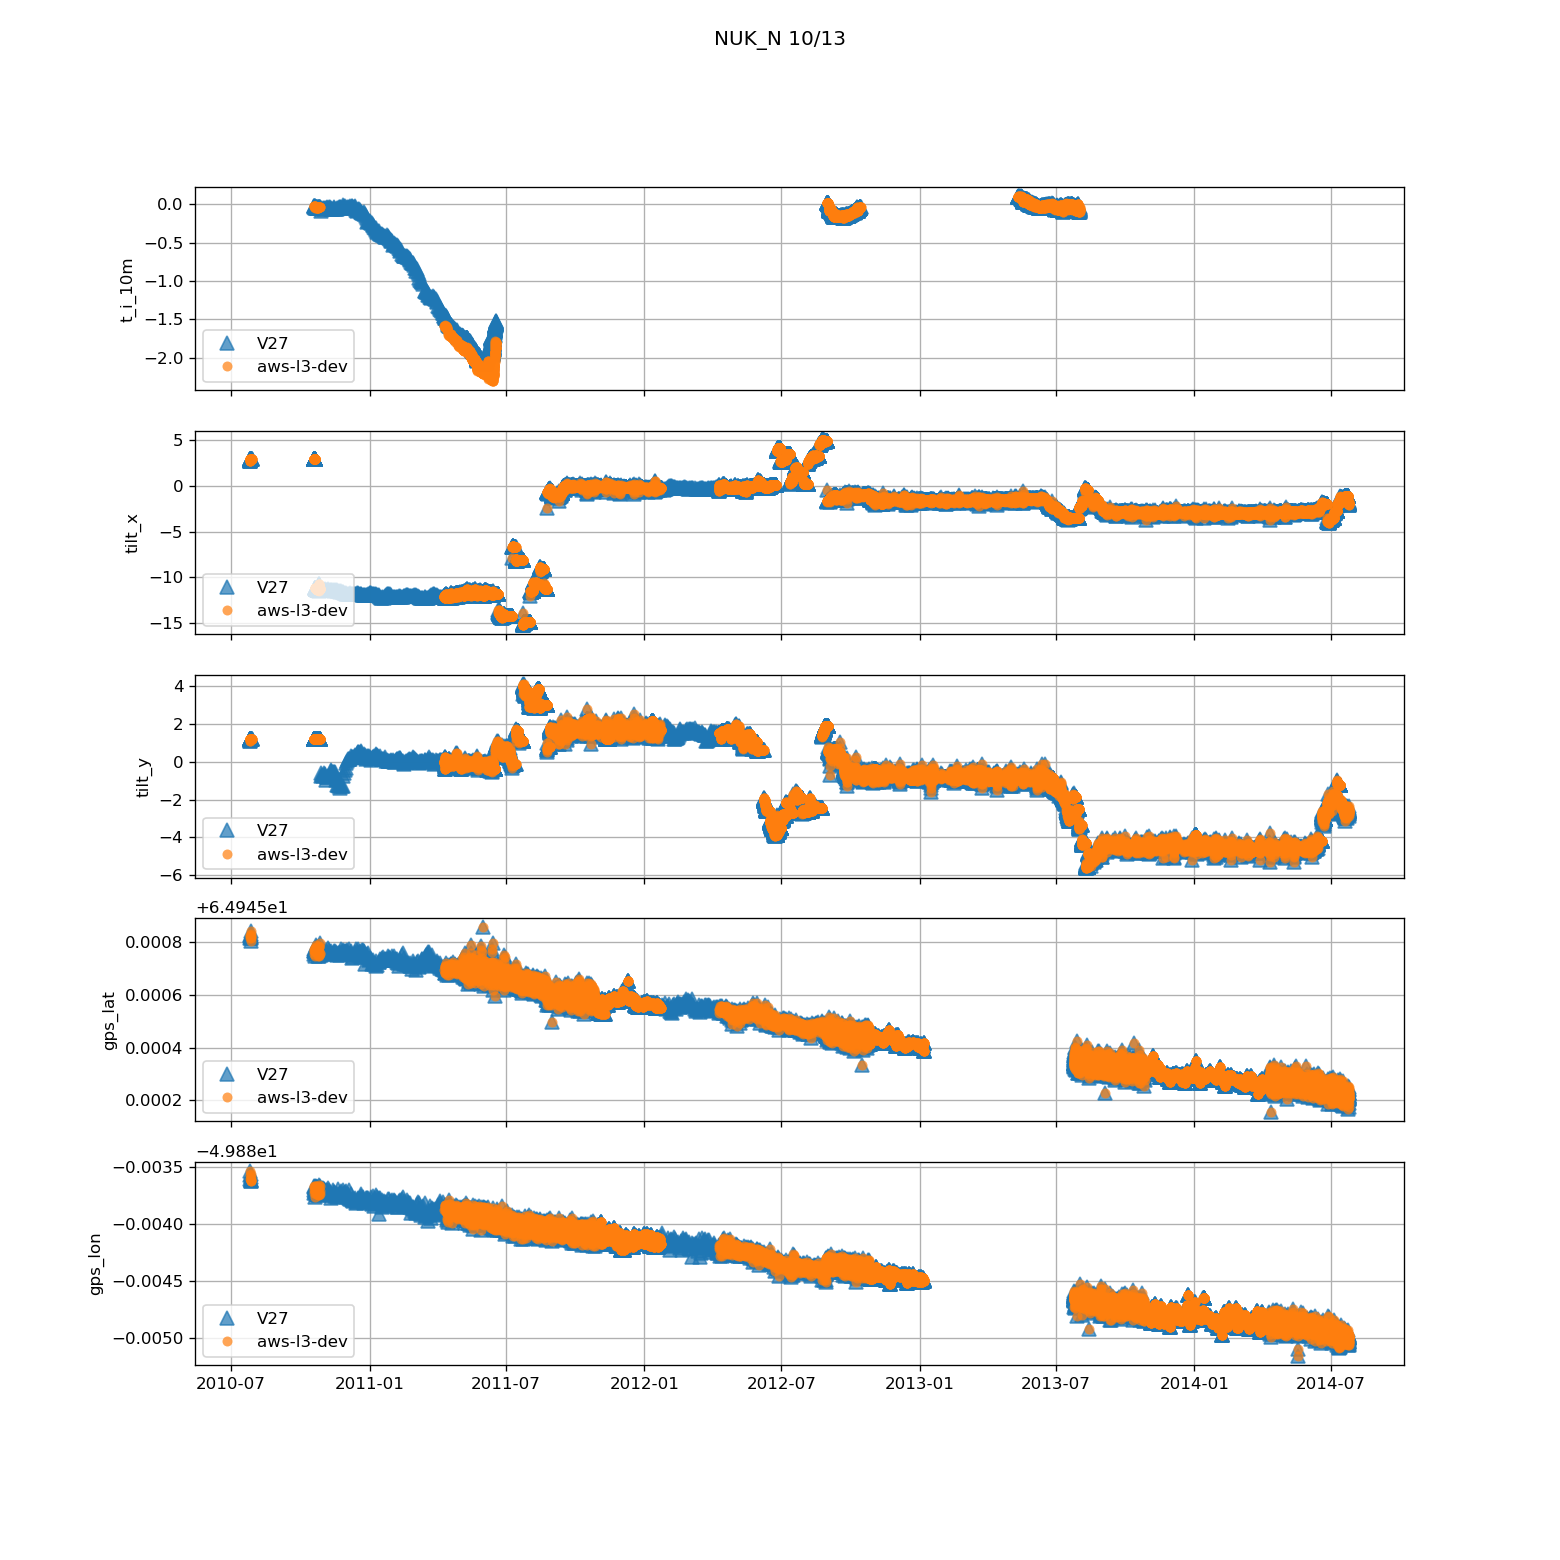 NUK_N 10/13
t_i_10m
0.0
−0.5
−1.0
−1.5
−2.0
V27
aws-l3-dev
tilt_x
5
0
−5
−10
−15
V27
aws-l3-dev
tilt_y
4
2
0
−2
−4
−6
V27
aws-l3-dev
+6.4945e1
gps_lat
0.0008
0.0006
0.0004
0.0002
V27
aws-l3-dev
−4.988e1
gps_lon
−0.0035
−0.0040
−0.0045
−0.0050
V27
aws-l3-dev
2010-07 2011-01 2011-07 2012-01 2012-07 2013-01 2013-07 2014-01 2014-07